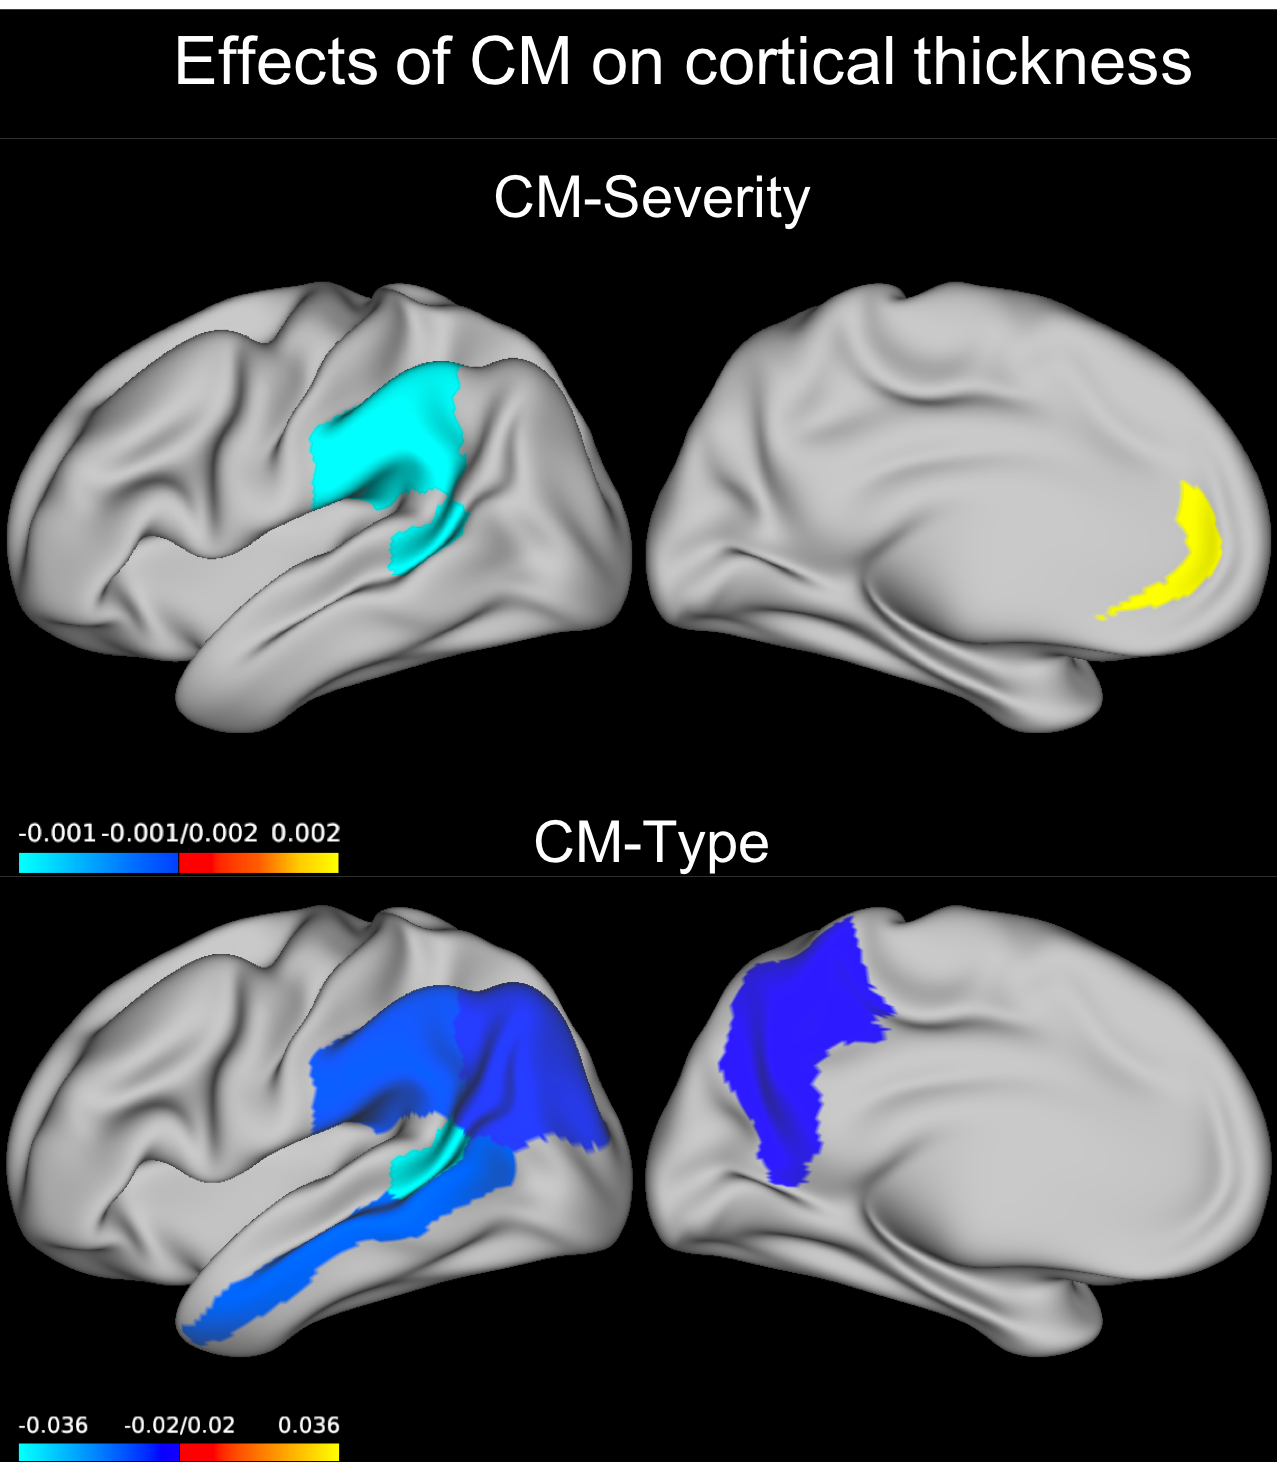 Effects of CM on cortical thickness
CM-Severity
-0.001 -0.001/0.002 0.002
CM-Type
-0.036 -0.02/0.02 0.036